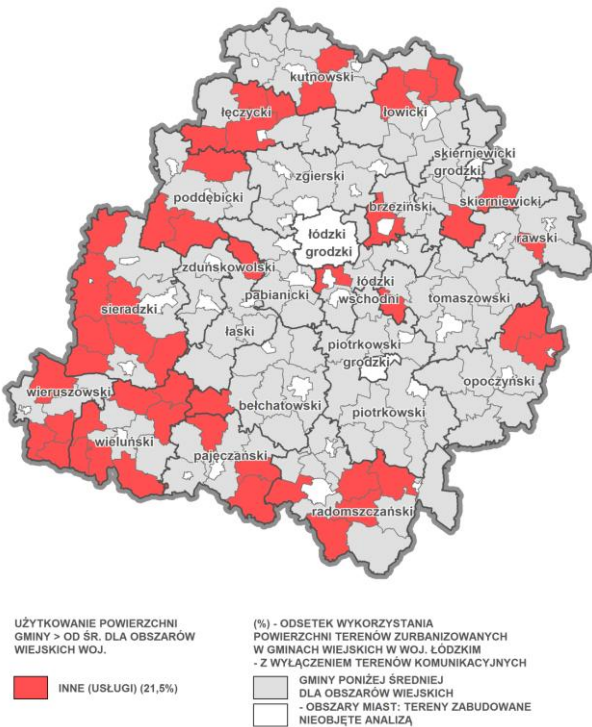 kutnowski
łęczycki
łowicki
skierniewicki
grodzki
zgierski
poddębicki
brzeziński
skierniewicki
łódzki
grodzki
rawski
zduńskowolski
łódzki
wschodni
pabianicki
tomaszowski
sieradzki
łaski
piotrkowski
grodzki
opoczyński
wieruszowski
bełchatowski
piotrkowski
wieluński
pajęczański
radomszczański
UŻYTKOWANIE POWIERZCHNI
GMINY > OD ŚR. DLA OBSZARÓW
WIEJSKICH WOJ.
INNE (USŁUGI) (21,5%)
(%) - ODSETEK WYKORZYSTANIA
POWIERZCHNI TERENÓW ZURBANIZOWANYCH
W GMINACH WIEJSKICH W WOJ. ŁÓDZKIM
- Z WYŁĄCZENIEM TERENÓW KOMUNIKACYJNYCH
GMINY PONIŻEJ ŚREDNIEJ
DLA OBSZARÓW WIEJSKICH
- OBSZARY MIAST: TERENY ZABUDOWANE
NIEOBJĘTE ANALIZĄ